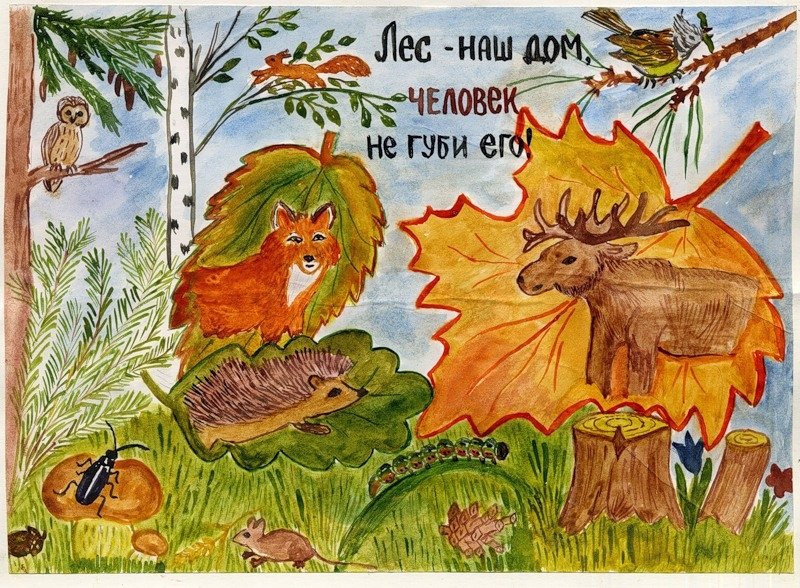 Лес - наш дом,
человек
не губи его!